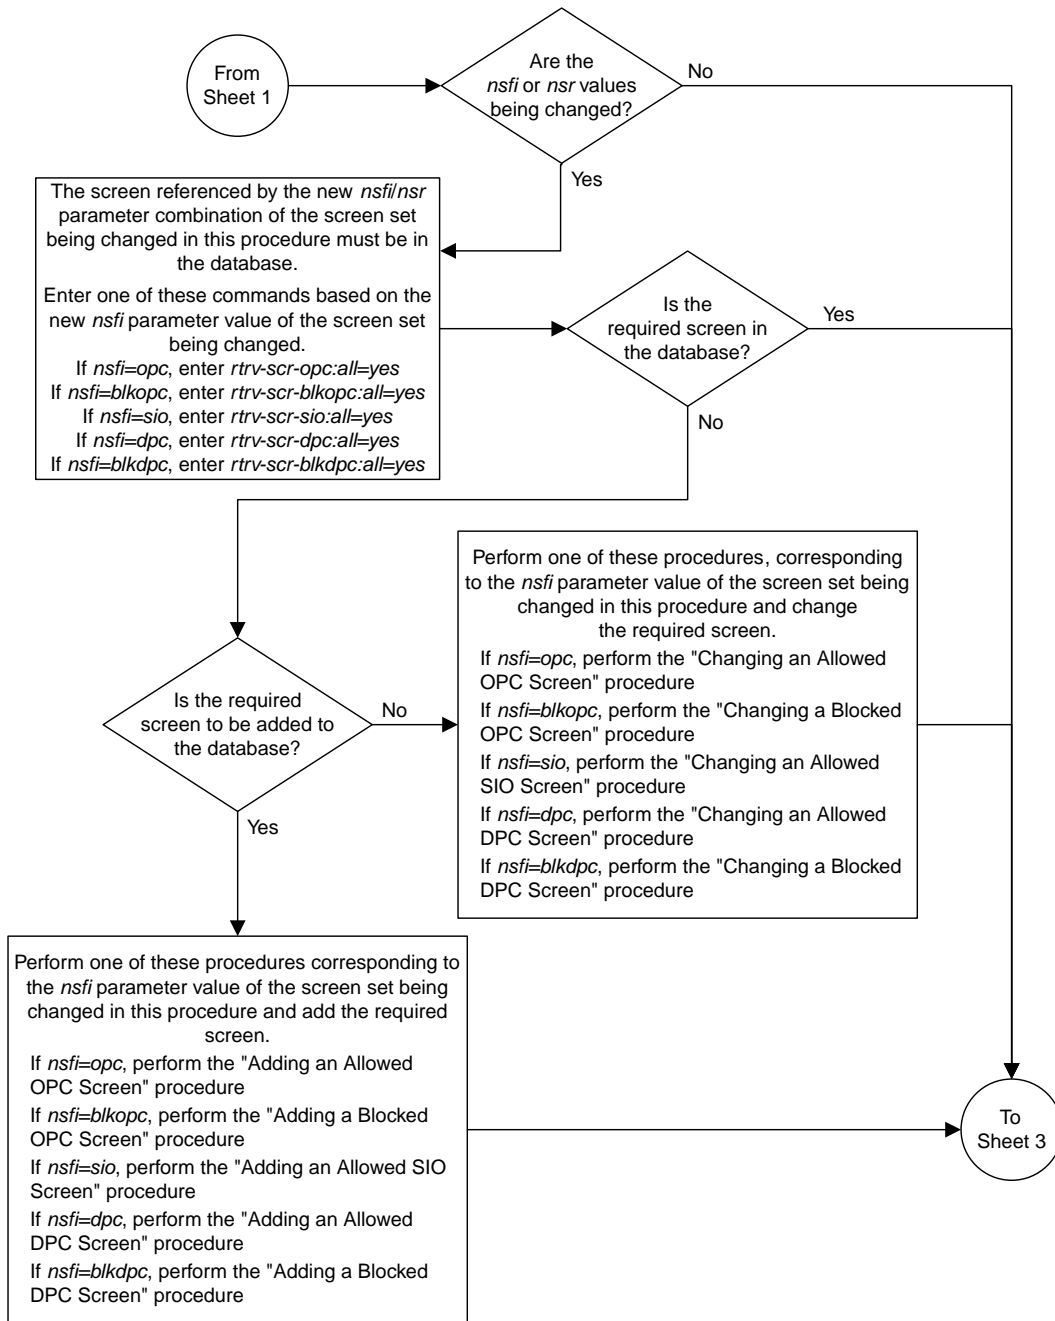 From
Sheet 1
Are the
nsfi or nsr values
being changed?
No
Yes
The screen referenced by the new nsfi/nsr
parameter combination of the screen set
being changed in this procedure must be in
the database.
Enter one of these commands based on the
new nsfi parameter value of the screen set
being changed.
If nsfi=opc, enter rtrv-scr-opc:all=yes
If nsfi=blkopc, enter rtrv-scr-blkopc:all=yes
If nsfi=sio, enter rtrv-scr-sio:all=yes
If nsfi=dpc, enter rtrv-scr-dpc:all=yes
If nsfi=blkdpc, enter rtrv-scr-blkdpc:all=yes
Is the
required screen in
the database?
Yes
No
Is the required
screen to be added to
the database?
No
Yes
Perform one of these procedures, corresponding
to the nsfi parameter value of the screen set being
changed in this procedure and change
the required screen.
If nsfi=opc, perform the "Changing an Allowed
OPC Screen" procedure
If nsfi=blkopc, perform the "Changing a Blocked
OPC Screen" procedure
If nsfi=sio, perform the "Changing an Allowed
SIO Screen" procedure
If nsfi=dpc, perform the "Changing an Allowed
DPC Screen" procedure
If nsfi=blkdpc, perform the "Changing a Blocked
DPC Screen" procedure
Perform one of these procedures corresponding to
the nsfi parameter value of the screen set being
changed in this procedure and add the required
screen.
If nsfi=opc, perform the "Adding an Allowed
OPC Screen" procedure
If nsfi=blkopc, perform the "Adding a Blocked
OPC Screen" procedure
If nsfi=sio, perform the "Adding an Allowed SIO
Screen" procedure
If nsfi=dpc, perform the "Adding an Allowed
DPC Screen" procedure
If nsfi=blkdpc, perform the "Adding a Blocked
DPC Screen" procedure
To
Sheet 3